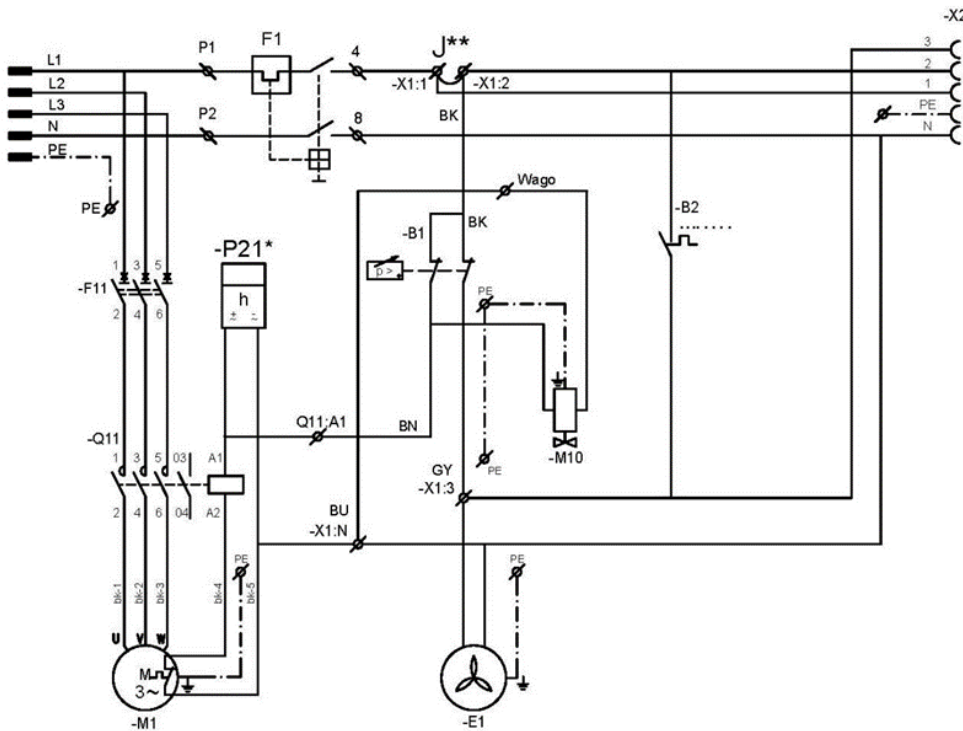 -X2
L1
P1
F1
4
J**
3
2
-X1:1
-X1:2
L2
1
L3
BK
PE
N
P2
8
N
PE
Wago
PE
-B2
-B1
BK
-P21*
p >
h
1 3 5
-F11
2 4 6
PE
Q11:A1
BN
-M10
-Q11
1 3 5 03 A1
GY
PE
-X1:3
2 4 6 04 A2
BU
-X1:N
PE
PE
bk-1
bk-2
bk-3
bk-4
bk-5
U V W
M
3~
-M1
-E1